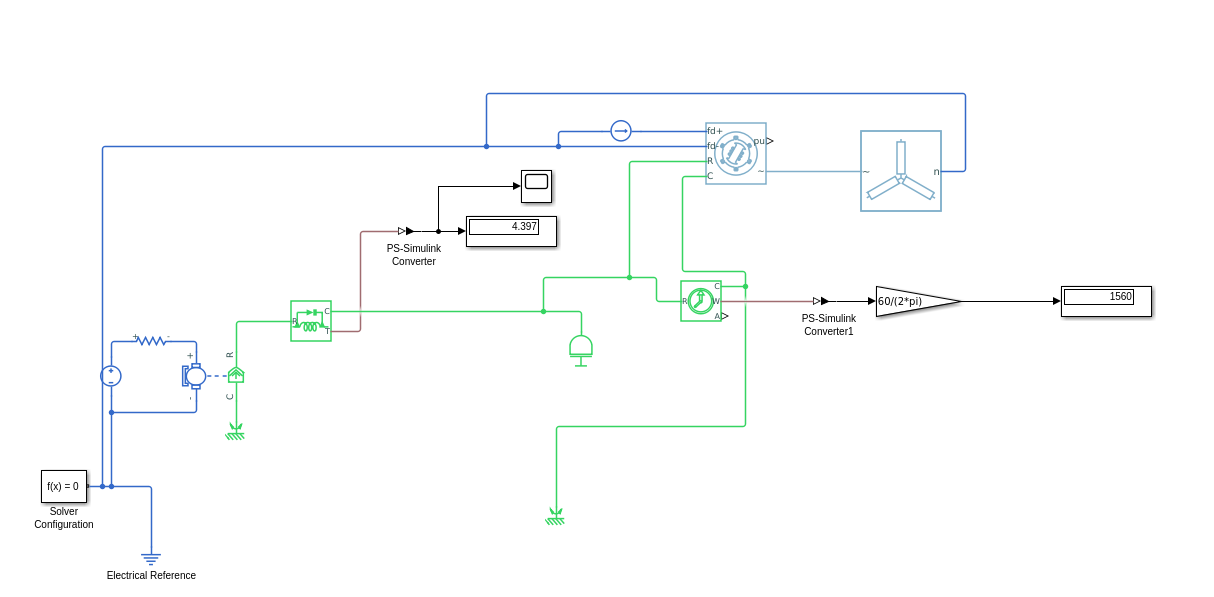 fd+
fd-
R
C
pu
~
~
n
4.397
PS-Simulink
Converter
R
C
T
R
C
W
A
PS-Simulink
Converter1
60/(2*pi)
1560
+
-
+
-
+
-
R
C
f(x) = 0
Solver
Configuration
Electrical Reference